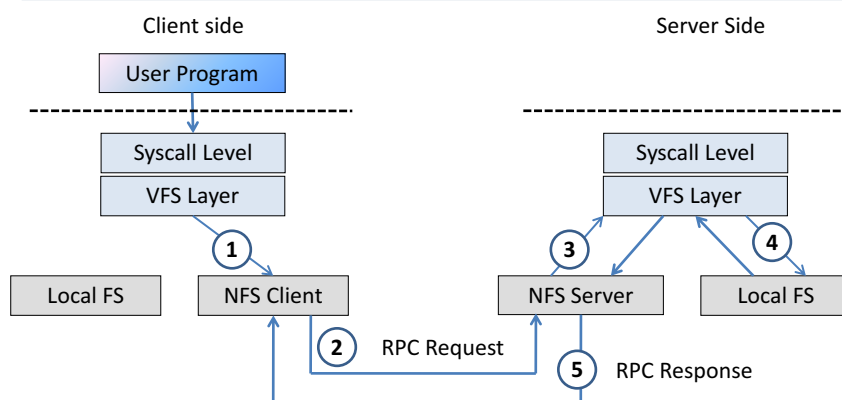 Client side
Server Side
User Program
Syscall Level
Syscall Level
VFS Layer
VFS Layer
1
3
4
Local FS
NFS Client
NFS Server
Local FS
2
RPC Request
5
RPC Response